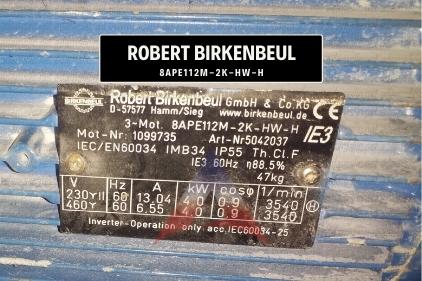 ROBERT BIRKENBEUL
8APE112M-2K-HW-H
BIRKENBEUL
Robert Birkenbeul GmbH & Co.KG
D-57577 Hamm/Sieg www.birkenbeul.de
CE
3-Mot. 8APE112M-2K-HW-H
IE3
Mot-Nr: 1099735 Art-Nr5042037
IEC/EN60034 IMB34 IP55 Th.Cl.F
IE3 60Hz η88.5%
47kg
V Hz A kW cosφ 1/min
230YII 60 13.04 4.0 0.9 3540
460Y 60 6.55 4.0 0.9 3540
H
Inverter-Operation only acc.IEC60034-25